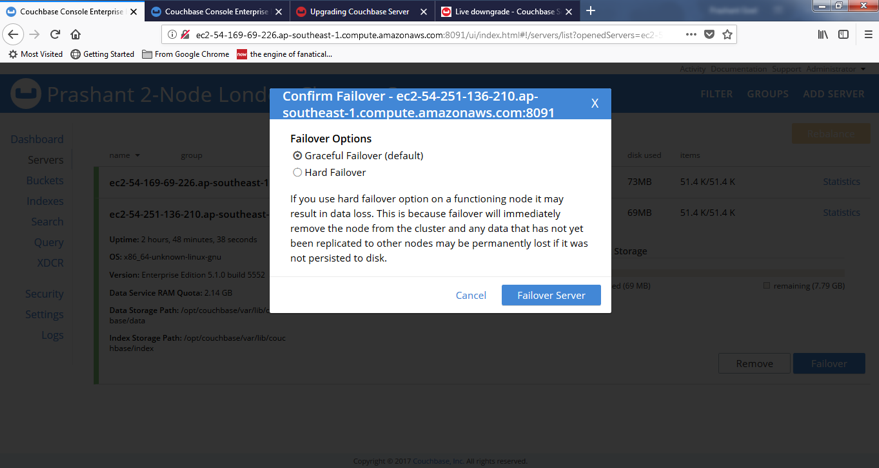 Couchbase Console Enterprise
Couchbase Console Enterprise
Upgrading Couchbase Server
Live downgrade - Couchbase S
ec2-54-169-69-226.ap-southeast-1.compute.amazonaws.com:8091/ui/index.html#!/servers/list?openedServers=ec2-
Most Visited
Getting Started
From Google Chrome
the engine of fanatical...
Activity Documentation Support Administrator
Prashant 2-Node Lond
FILTER
GROUPS
ADD SERVER
Dashboard
Servers
Buckets
Indexes
Search
Query
XDCR
Security
Settings
Logs
name
group
disk used
items
ec2-54-169-69-226.ap-southeast-1
73MB
51.4 K/51.4 K
Statistics
ec2-54-251-136-210.ap-southeast-
69MB
51.4 K/51.4 K
Statistics
Uptime: 2 hours, 48 minutes, 38 seconds
OS: x86_64-unknown-linux-gnu
Version: Enterprise Edition 5.1.0 build 5552
Data Service RAM Quota: 2.14 GB
Data Storage Path: /opt/couchbase/var/lib/c
base/data
Index Storage Path: /opt/couchbase/var/lib/couc
hbase/index
Storage
(69 MB)
remaining (7.79 GB)
Remove
Failover
Confirm Failover - ec2-54-251-136-210.ap-
southeast-1.compute.amazonaws.com:8091
X
Failover Options
Graceful Failover (default)
Hard Failover
If you use hard failover option on a functioning node it may
result in data loss. This is because failover will immediately
remove the node from the cluster and any data that has not yet
been replicated to other nodes may be permanently lost if it was
not persisted to disk.
Cancel
Failover Server
Copyright © 2017 Couchbase, Inc. All rights reserved.